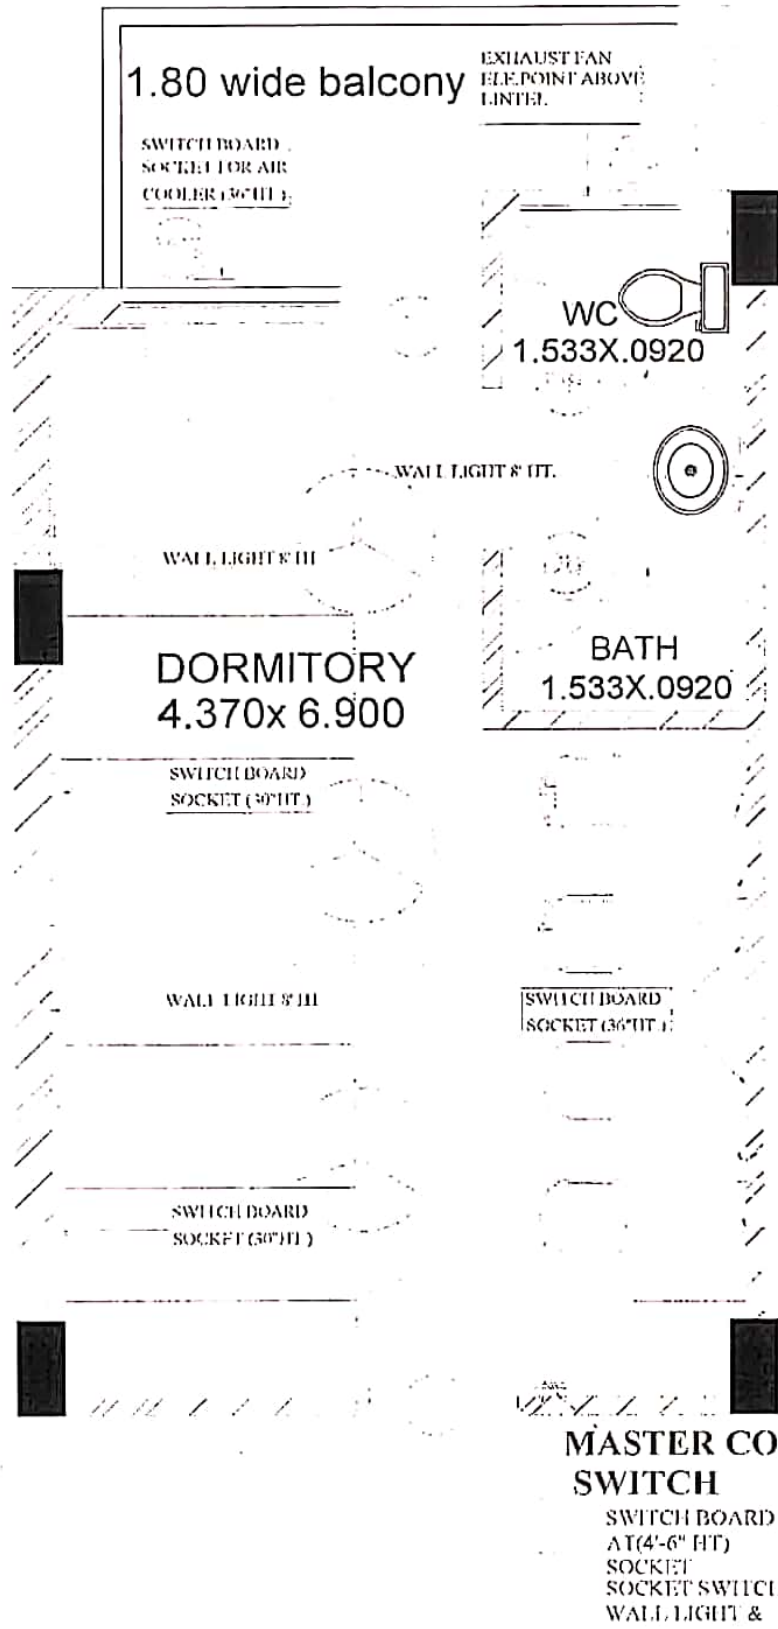 1.80 wide balcony
EXHAUST FAN
ELE.POINT ABOVE
LINTEL
SWITCH BOARD
SOCKET FOR AIR
COOLER (36"HT.)
WC
1.533X.0920
WALL LIGHT 8' HT.
WALL LIGHT 8' HT
DORMITORY
4.370x 6.900
BATH
1.533X.0920
SWITCH BOARD
SOCKET (30"HT.)
WALL LIGHT 8' HT
SWITCH BOARD
SOCKET (36"HT.)
SWITCH BOARD
SOCKET (30"HT.)
MASTER CO
SWITCH
SWITCH BOARD
AT(4'-6" HT)
SOCKET
SOCKET SWITCH
WALL LIGHT &